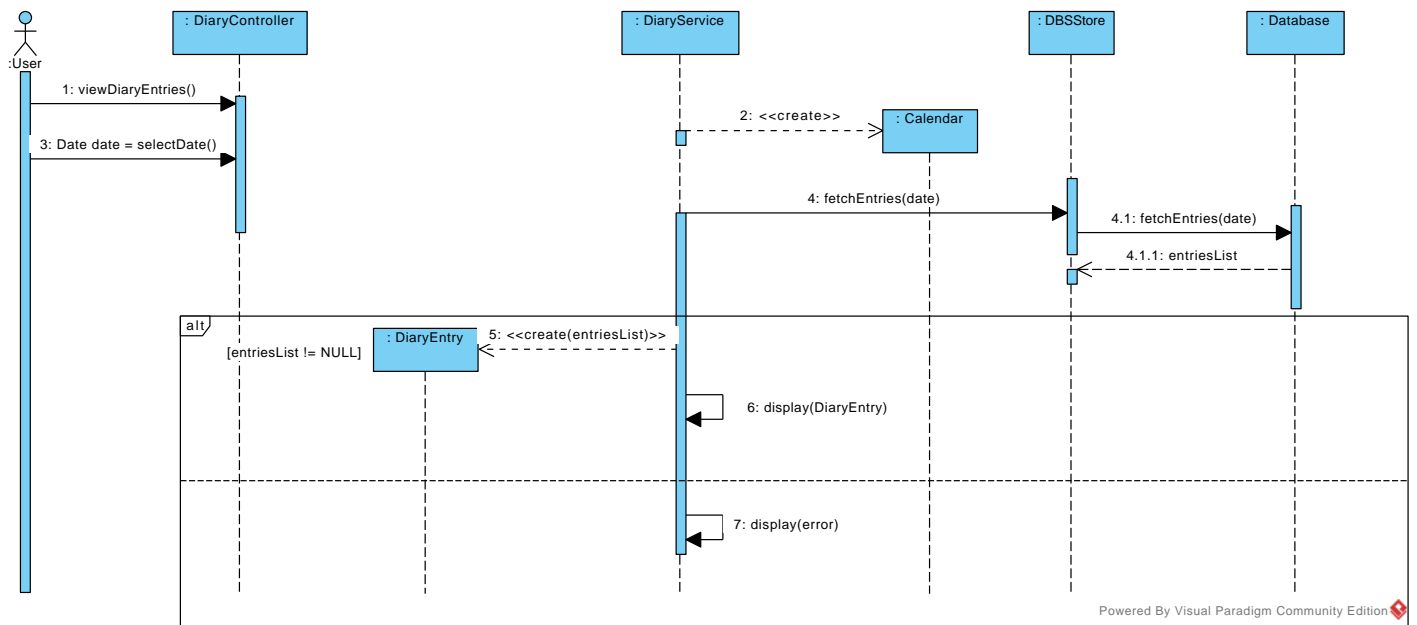 : DiaryController
: DiaryService
: DBSStore
: Database
:User
1: viewDiaryEntries()
2: <<create>>
: Calendar
3: Date date = selectDate()
4: fetchEntries(date)
4.1: fetchEntries(date)
4.1.1: entriesList
alt
: DiaryEntry
5: <<create(entriesList)>>
[entriesList != NULL]
6: display(DiaryEntry)
7: display(error)
Powered By Visual Paradigm Community Edition